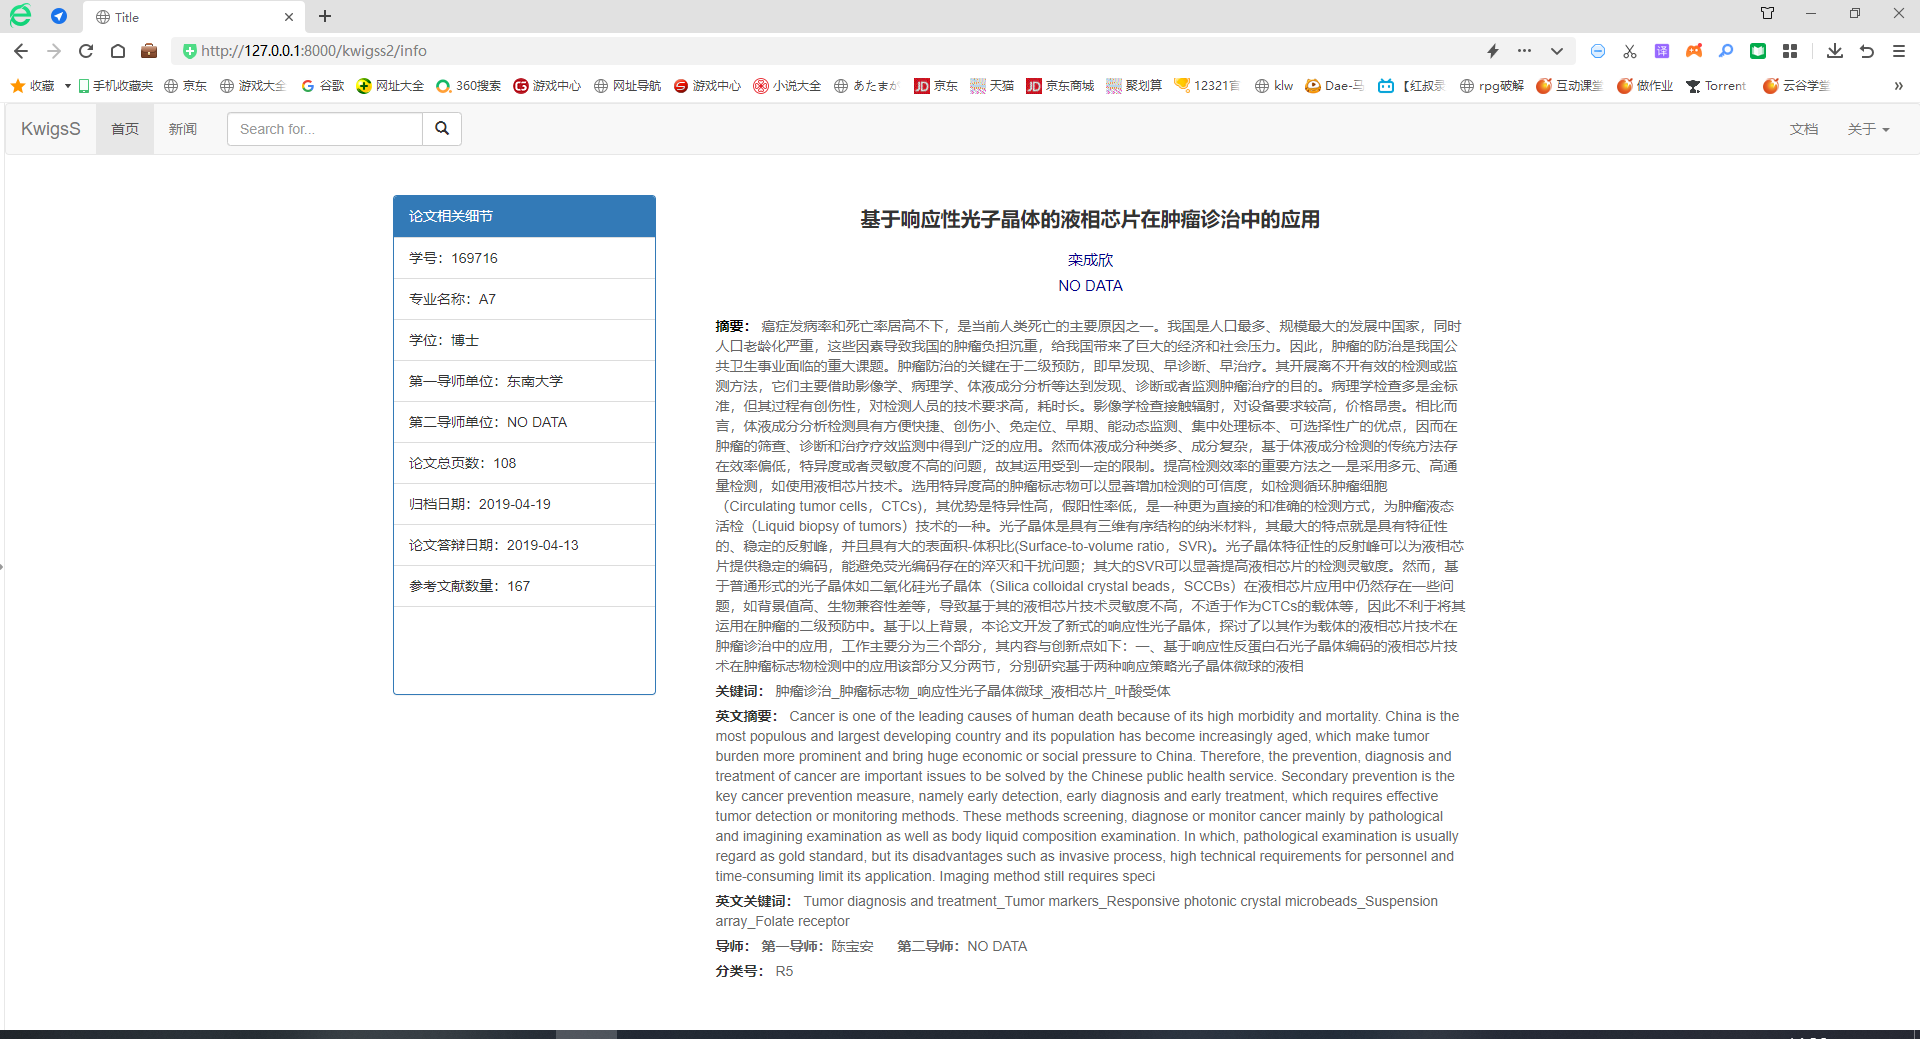 Title
http://127.0.0.1:8000/kwigss2/info
收藏 手机收藏夹 京东 游戏大全 谷歌 网址大全 360搜索 游戏中心 网址导航 游戏中心 小说大全 あたまが 京东 天猫 京东商城 聚划算 12321官 klw Dae-马 【红叔 rpg破解 互动课堂 做作业 Torrent 云谷学堂 »
KwigsS 首页 新闻 Search for... 文档 关于
论文相关细节
学号：169716
专业名称：A7
学位：博士
第一导师单位：东南大学
第二导师单位：NO DATA
论文总页数：108
归档日期：2019-04-19
论文答辩日期：2019-04-13
参考文献数量：167
基于响应性光子晶体的液相芯片在肿瘤诊治中的应用
栾成欣
NO DATA
摘要： 癌症发病率和死亡率居高不下，是当前人类死亡的主要原因之一。我国是人口最多、规模最大的发展中国家，同时
人口老龄化严重，这些因素导致我国的肿瘤负担沉重，给我国带来了巨大的经济和社会压力。因此，肿瘤的防治是我国公
共卫生事业面临的重大课题。肿瘤防治的关键在于二级预防，即早发现、早诊断、早治疗。其开展离不开有效的检测或监
测方法，它们主要借助影像学、病理学、体液成分分析等达到发现、诊断或者监测肿瘤治疗的目的。病理学检查多是金标
准，但其过程有创伤性，对检测人员的技术要求高，耗时长。影像学检查接触辐射，对设备要求较高，价格昂贵。相比而
言，体液成分分析检测具有方便快捷、创伤小、免定位、早期、能动态监测、集中处理标本、可选择性广的优点，因而在
肿瘤的筛查、诊断和治疗疗效监测中得到广泛的应用。然而体液成分种类多、成分复杂，基于体液成分检测的传统方法存
在效率偏低，特异度或者灵敏度不高的问题，故其运用受到一定的限制。提高检测效率的重要方法之一是采用多元、高通
量检测，如使用液相芯片技术。选用特异度高的肿瘤标志物可以显著增加检测的可信度，如检测循环肿瘤细胞
（Circulating tumor cells，CTCs)，其优势是特异性高，假阳性率低，是一种更为直接的和准确的检测方式，为肿瘤液态
活检（Liquid biopsy of tumors）技术的一种。光子晶体是具有三维有序结构的纳米材料，其最大的特点就是具有特征性
的、稳定的反射峰，并且具有大的表面积-体积比(Surface-to-volume ratio，SVR)。光子晶体特征性的反射峰可以为液相芯
片提供稳定的编码，能避免荧光编码存在的淬灭和干扰问题；其大的SVR可以显著提高液相芯片的检测灵敏度。然而，基
于普通形式的光子晶体如二氧化硅光子晶体（Silica colloidal crystal beads，SCCBs）在液相芯片应用中仍然存在一些问
题，如背景值高、生物兼容性差等，导致基于其的液相芯片技术灵敏度不高，不适于作为CTCs的载体等，因此不利于将其
运用在肿瘤的二级预防中。基于以上背景，本论文开发了新式的响应性光子晶体，探讨了以其作为载体的液相芯片技术在
肿瘤诊治中的应用，工作主要分为三个部分，其内容与创新点如下：一、基于响应性反蛋白石光子晶体编码的液相芯片技
术在肿瘤标志物检测中的应用该部分又分两节，分别研究基于两种响应策略光子晶体微球的液相
关键词： 肿瘤诊治_肿瘤标志物_响应性光子晶体微球_液相芯片_叶酸受体
英文摘要： Cancer is one of the leading causes of human death because of its high morbidity and mortality. China is the
most populous and largest developing country and its population has become increasingly aged, which make tumor
burden more prominent and bring huge economic or social pressure to China. Therefore, the prevention, diagnosis and
treatment of cancer are important issues to be solved by the Chinese public health service. Secondary prevention is the
key cancer prevention measure, namely early detection, early diagnosis and early treatment, which requires effective
tumor detection or monitoring methods. These methods screening, diagnose or monitor cancer mainly by pathological
and imagining examination as well as body liquid composition examination. In which, pathological examination is usually
regard as gold standard, but its disadvantages such as invasive process, high technical requirements for personnel and
time-consuming limit its application. Imaging method still requires speci
英文关键词： Tumor diagnosis and treatment_Tumor markers_Responsive photonic crystal microbeads_Suspension
array_Folate receptor
导师： 第一导师：陈宝安 第二导师：NO DATA
分类号： R5